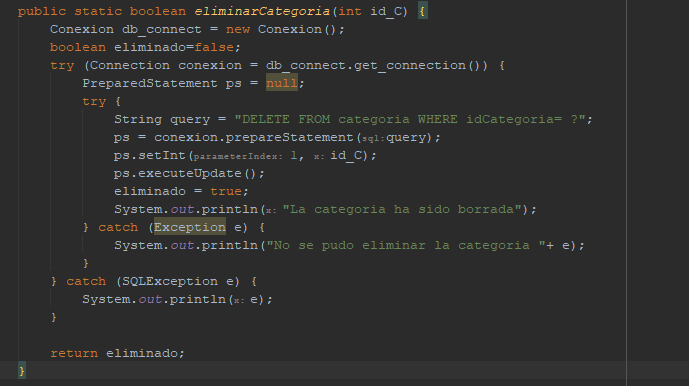 public static boolean eliminarCategoria(int id_C) {
Conexion db_connect = new Conexion();
boolean eliminado=false;
try (Connection conexion = db_connect.get_connection()) {
PreparedStatement ps = null;
try {
String query = "DELETE FROM categoria WHERE idCategoria= ?";
ps = conexion.prepareStatement(sql:query);
ps.setInt(parameterIndex: 1, x: id_C);
ps.executeUpdate();
eliminado = true;
System.out.println(x: "La categoria ha sido borrada");
} catch (Exception e) {
System.out.println("No se pudo eliminar la categoria "+ e);
}
} catch (SQLException e) {
System.out.println(x: e);
}
return eliminado;
}